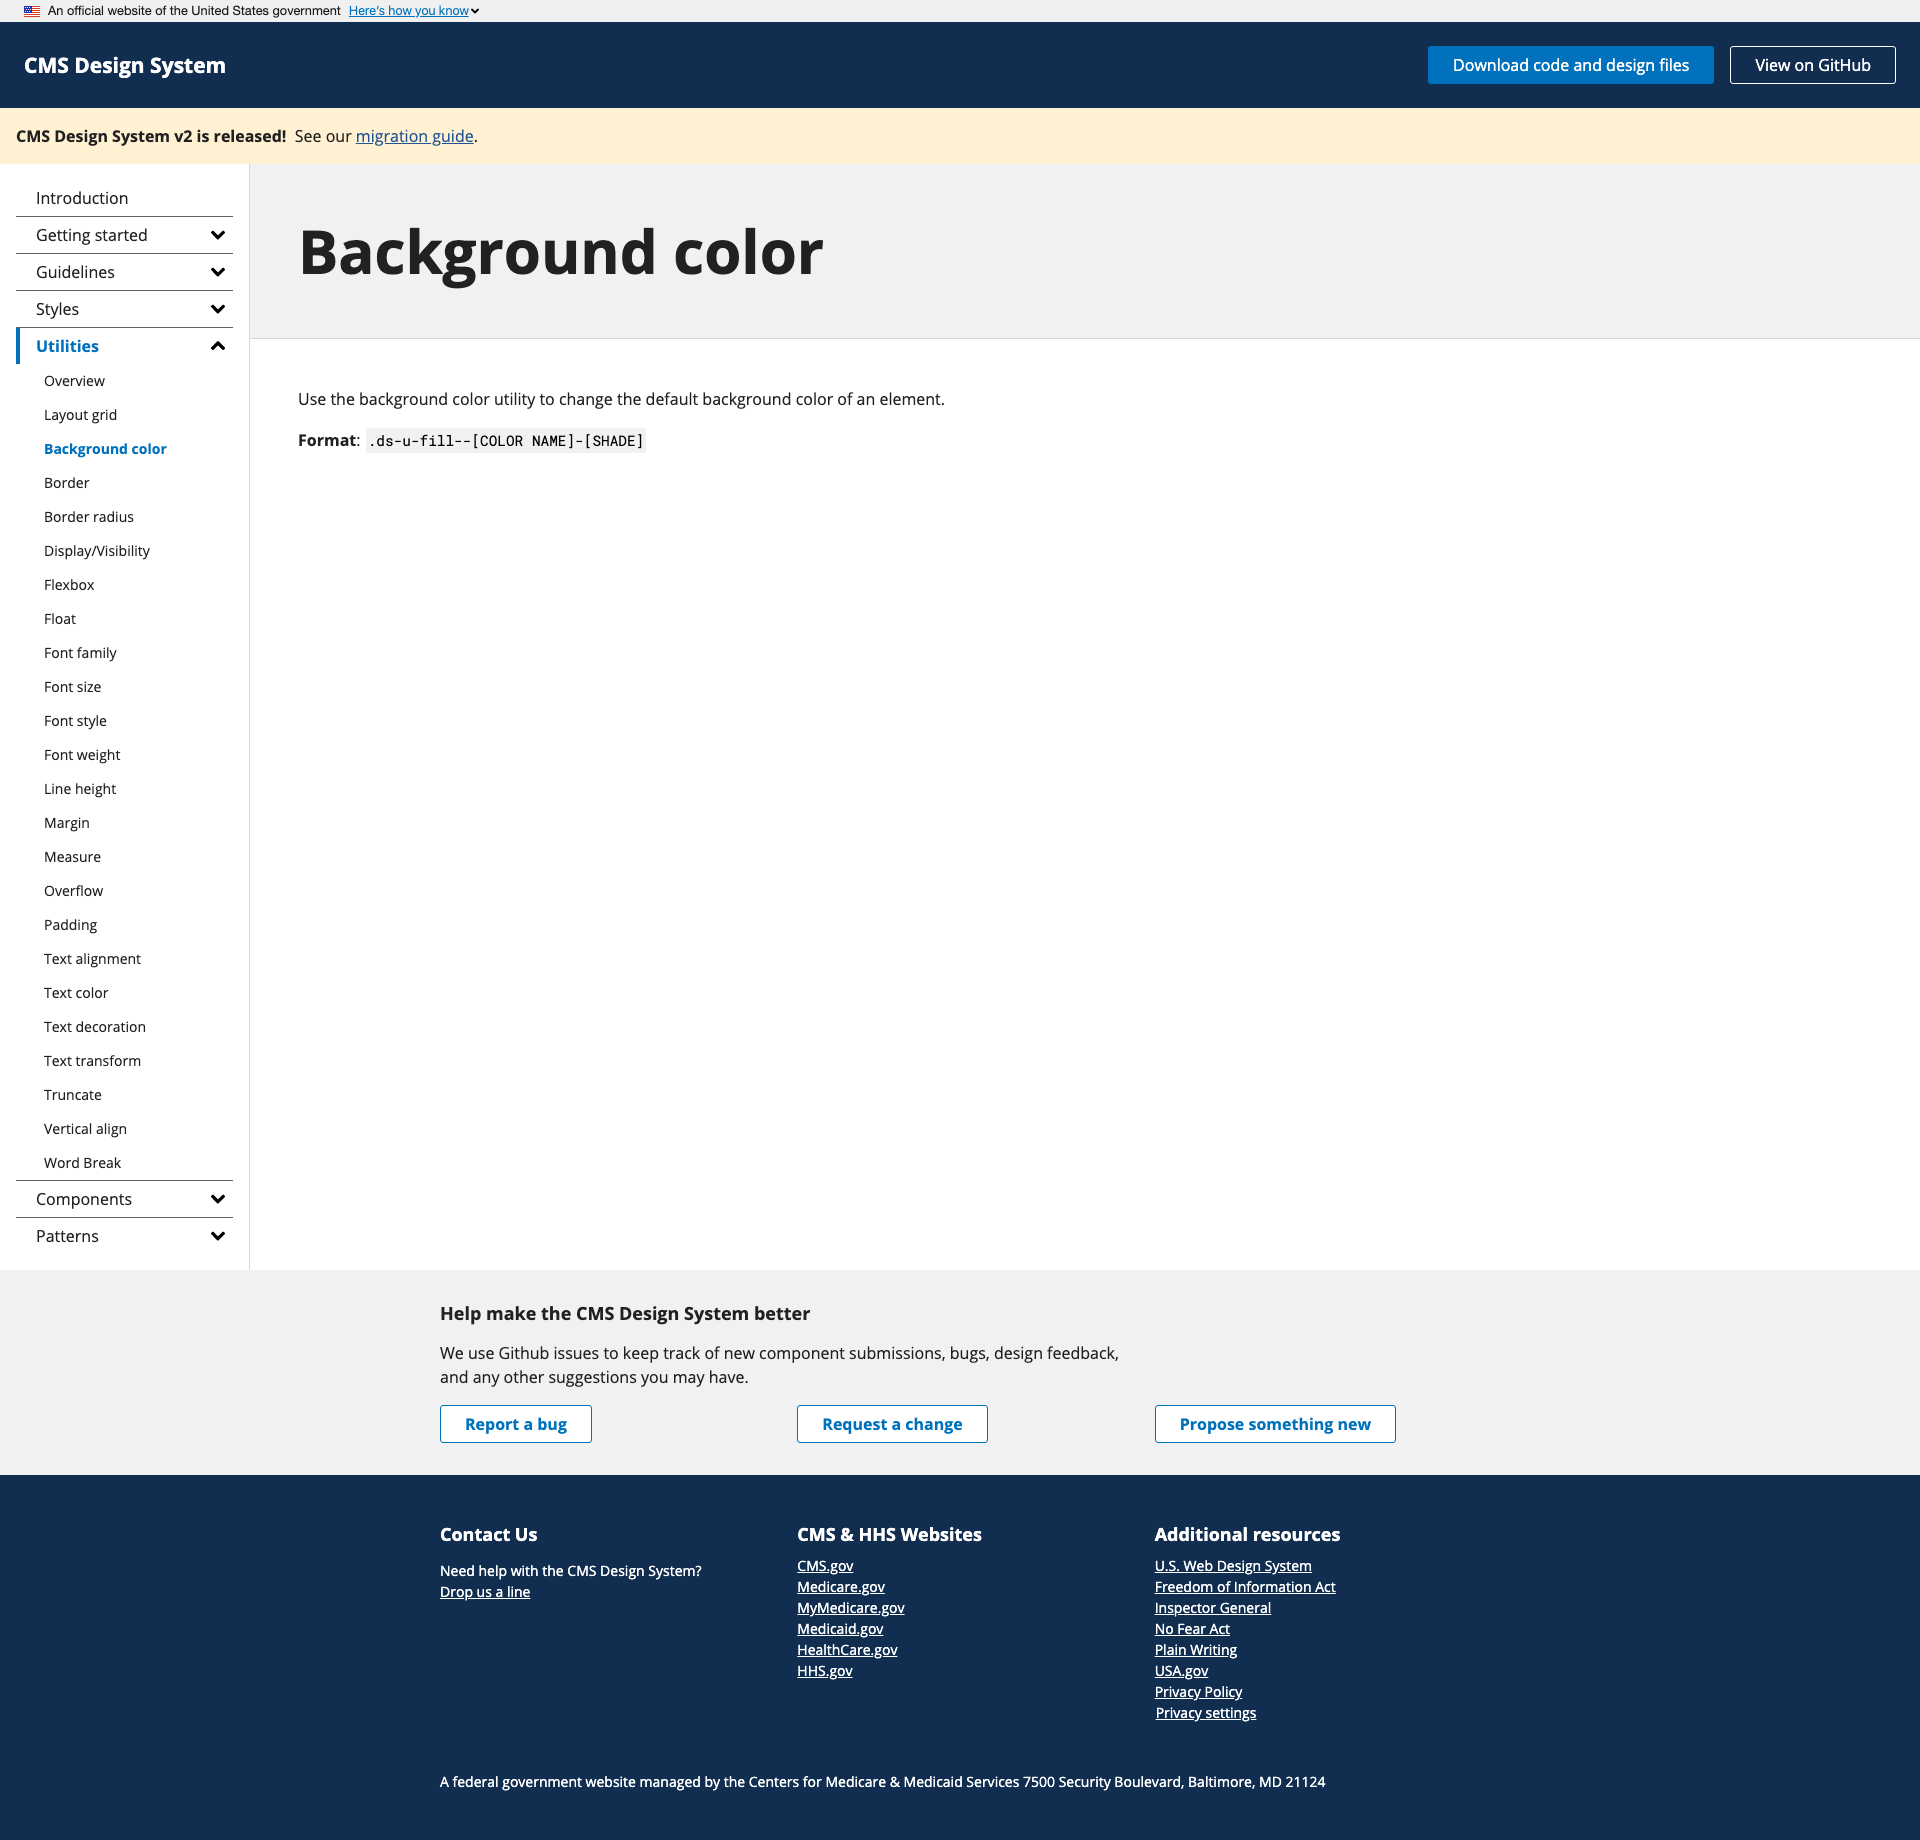 An official website of the United States government Here's how you know
CMS Design System
Download code and design files
View on GitHub
CMS Design System v2 is released! See our migration guide.
Introduction
Getting started
Guidelines
Styles
Utilities
Overview
Layout grid
Background color
Border
Border radius
Display/Visibility
Flexbox
Float
Font family
Font size
Font style
Font weight
Line height
Margin
Measure
Overflow
Padding
Text alignment
Text color
Text decoration
Text transform
Truncate
Vertical align
Word Break
Components
Patterns
Background color
Use the background color utility to change the default background color of an element.
Format: .ds-u-fill--[COLOR NAME]-[SHADE]
Help make the CMS Design System better
We use Github issues to keep track of new component submissions, bugs, design feedback,
and any other suggestions you may have.
Report a bug
Request a change
Propose something new
Contact Us
Need help with the CMS Design System?
Drop us a line
CMS & HHS Websites
CMS.gov
Medicare.gov
MyMedicare.gov
Medicaid.gov
HealthCare.gov
HHS.gov
Additional resources
U.S. Web Design System
Freedom of Information Act
Inspector General
No Fear Act
Plain Writing
USA.gov
Privacy Policy
Privacy settings
A federal government website managed by the Centers for Medicare & Medicaid Services 7500 Security Boulevard, Baltimore, MD 21124